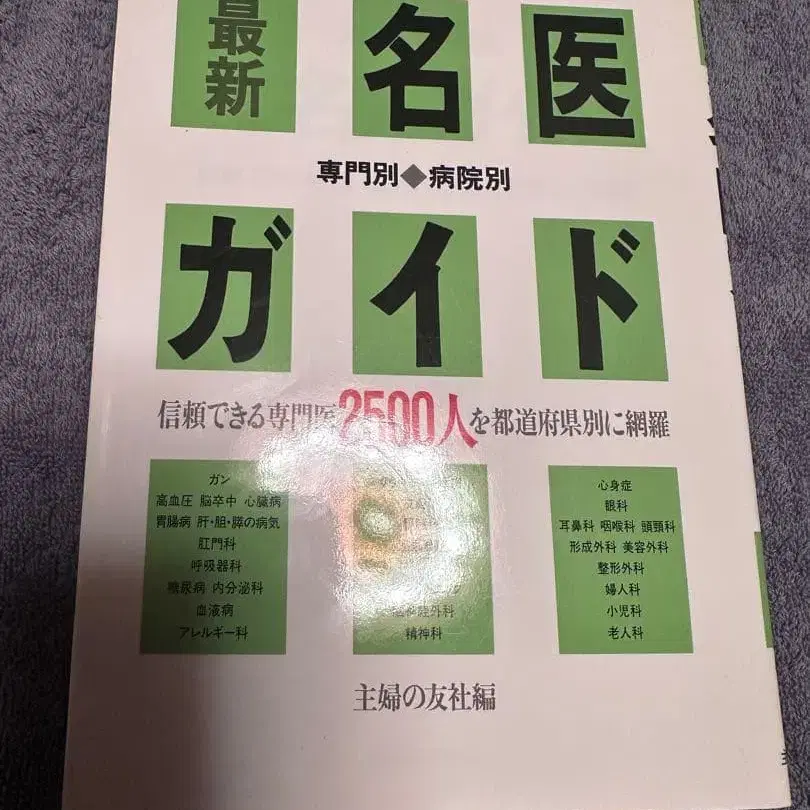 最新 名医
専門別◆病院別
ガイド
信頼できる専門医2500人を都道府県別に網羅
ガン
高血圧 脳卒中 心臓病
胃腸病 肝・胆・膵の病気
肛門科
呼吸器科
糖尿病 内分泌科
血液病
アレルギー科
精神科
心身症
眼科
耳鼻科 咽喉科 頭頸科
形成外科 美容外科
整形外科
婦人科
小児科
老人科
主婦の友社編